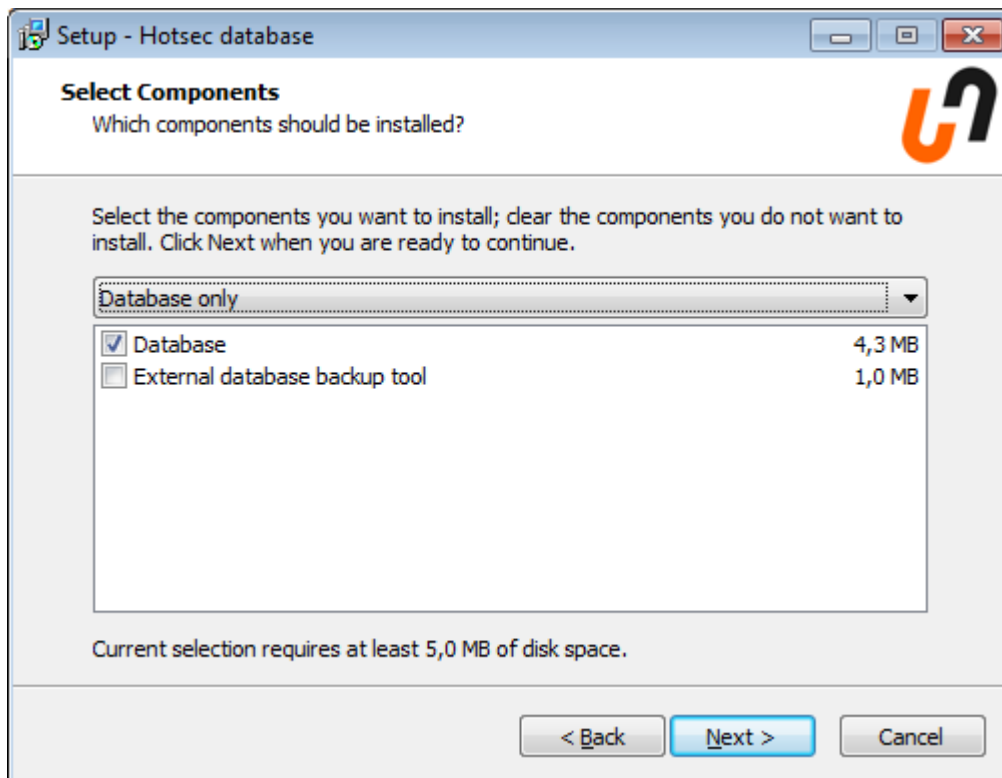 Setup - Hotsec database
Select Components
Which components should be installed?
Select the components you want to install; clear the components you do not want to
install. Click Next when you are ready to continue.
Database only
Database 4,3 MB
External database backup tool 1,0 MB
Current selection requires at least 5,0 MB of disk space.
< Back Next > Cancel